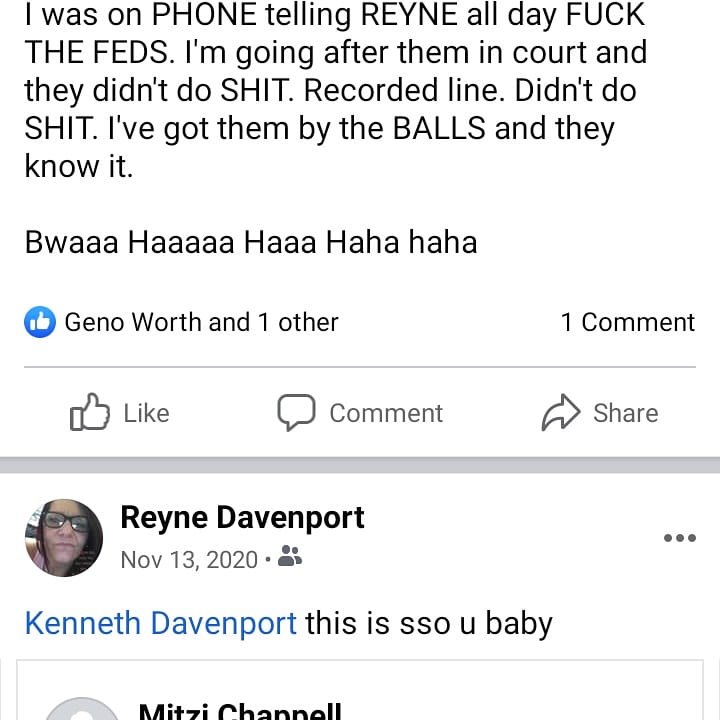 I was on PHONE telling REYNE all day FUCK
THE FEDS. I'm going after them in court and
they didn't do SHIT. Recorded line. Didn't do
SHIT. I've got them by the BALLS and they
know it.
Bwaaa Haaaaa Haaa Haha haha
Geno Worth and 1 other 1 Comment
Like Comment Share
Reyne Davenport
Nov 13, 2020 •
Kenneth Davenport this is sso u baby
Mitzi Chappell